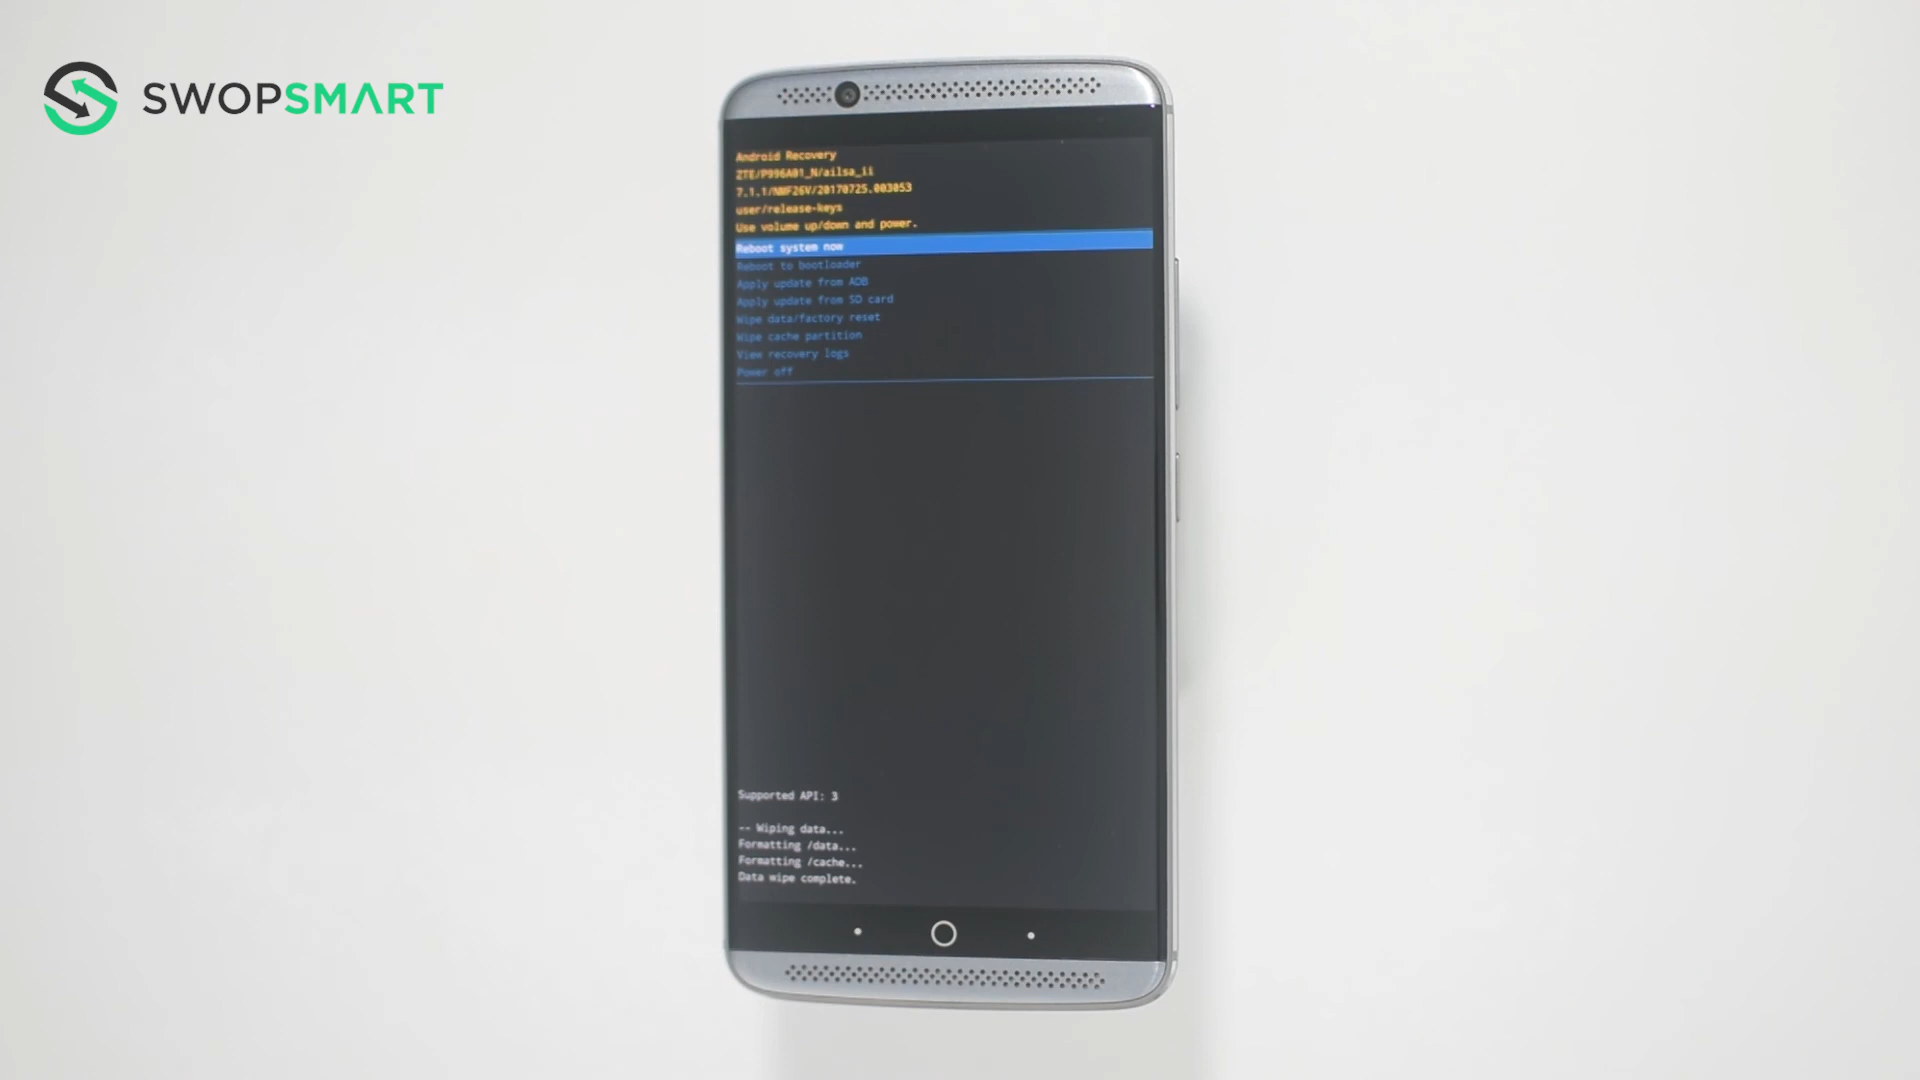 SWOPSMART
Android Recovery
ZTE/P996A01_N/ailsa_ii
7.1.1/NMF26V/20170725.003053
user/release-keys
Use volume up/down and power.
Reboot system now
Reboot to bootloader
Apply update from ADB
Apply update from SD card
Wipe data/factory reset
Wipe cache partition
View recovery logs
Power off
Supported API: 3
-- Wiping data...
Formatting /data...
Formatting /cache...
Data wipe complete.